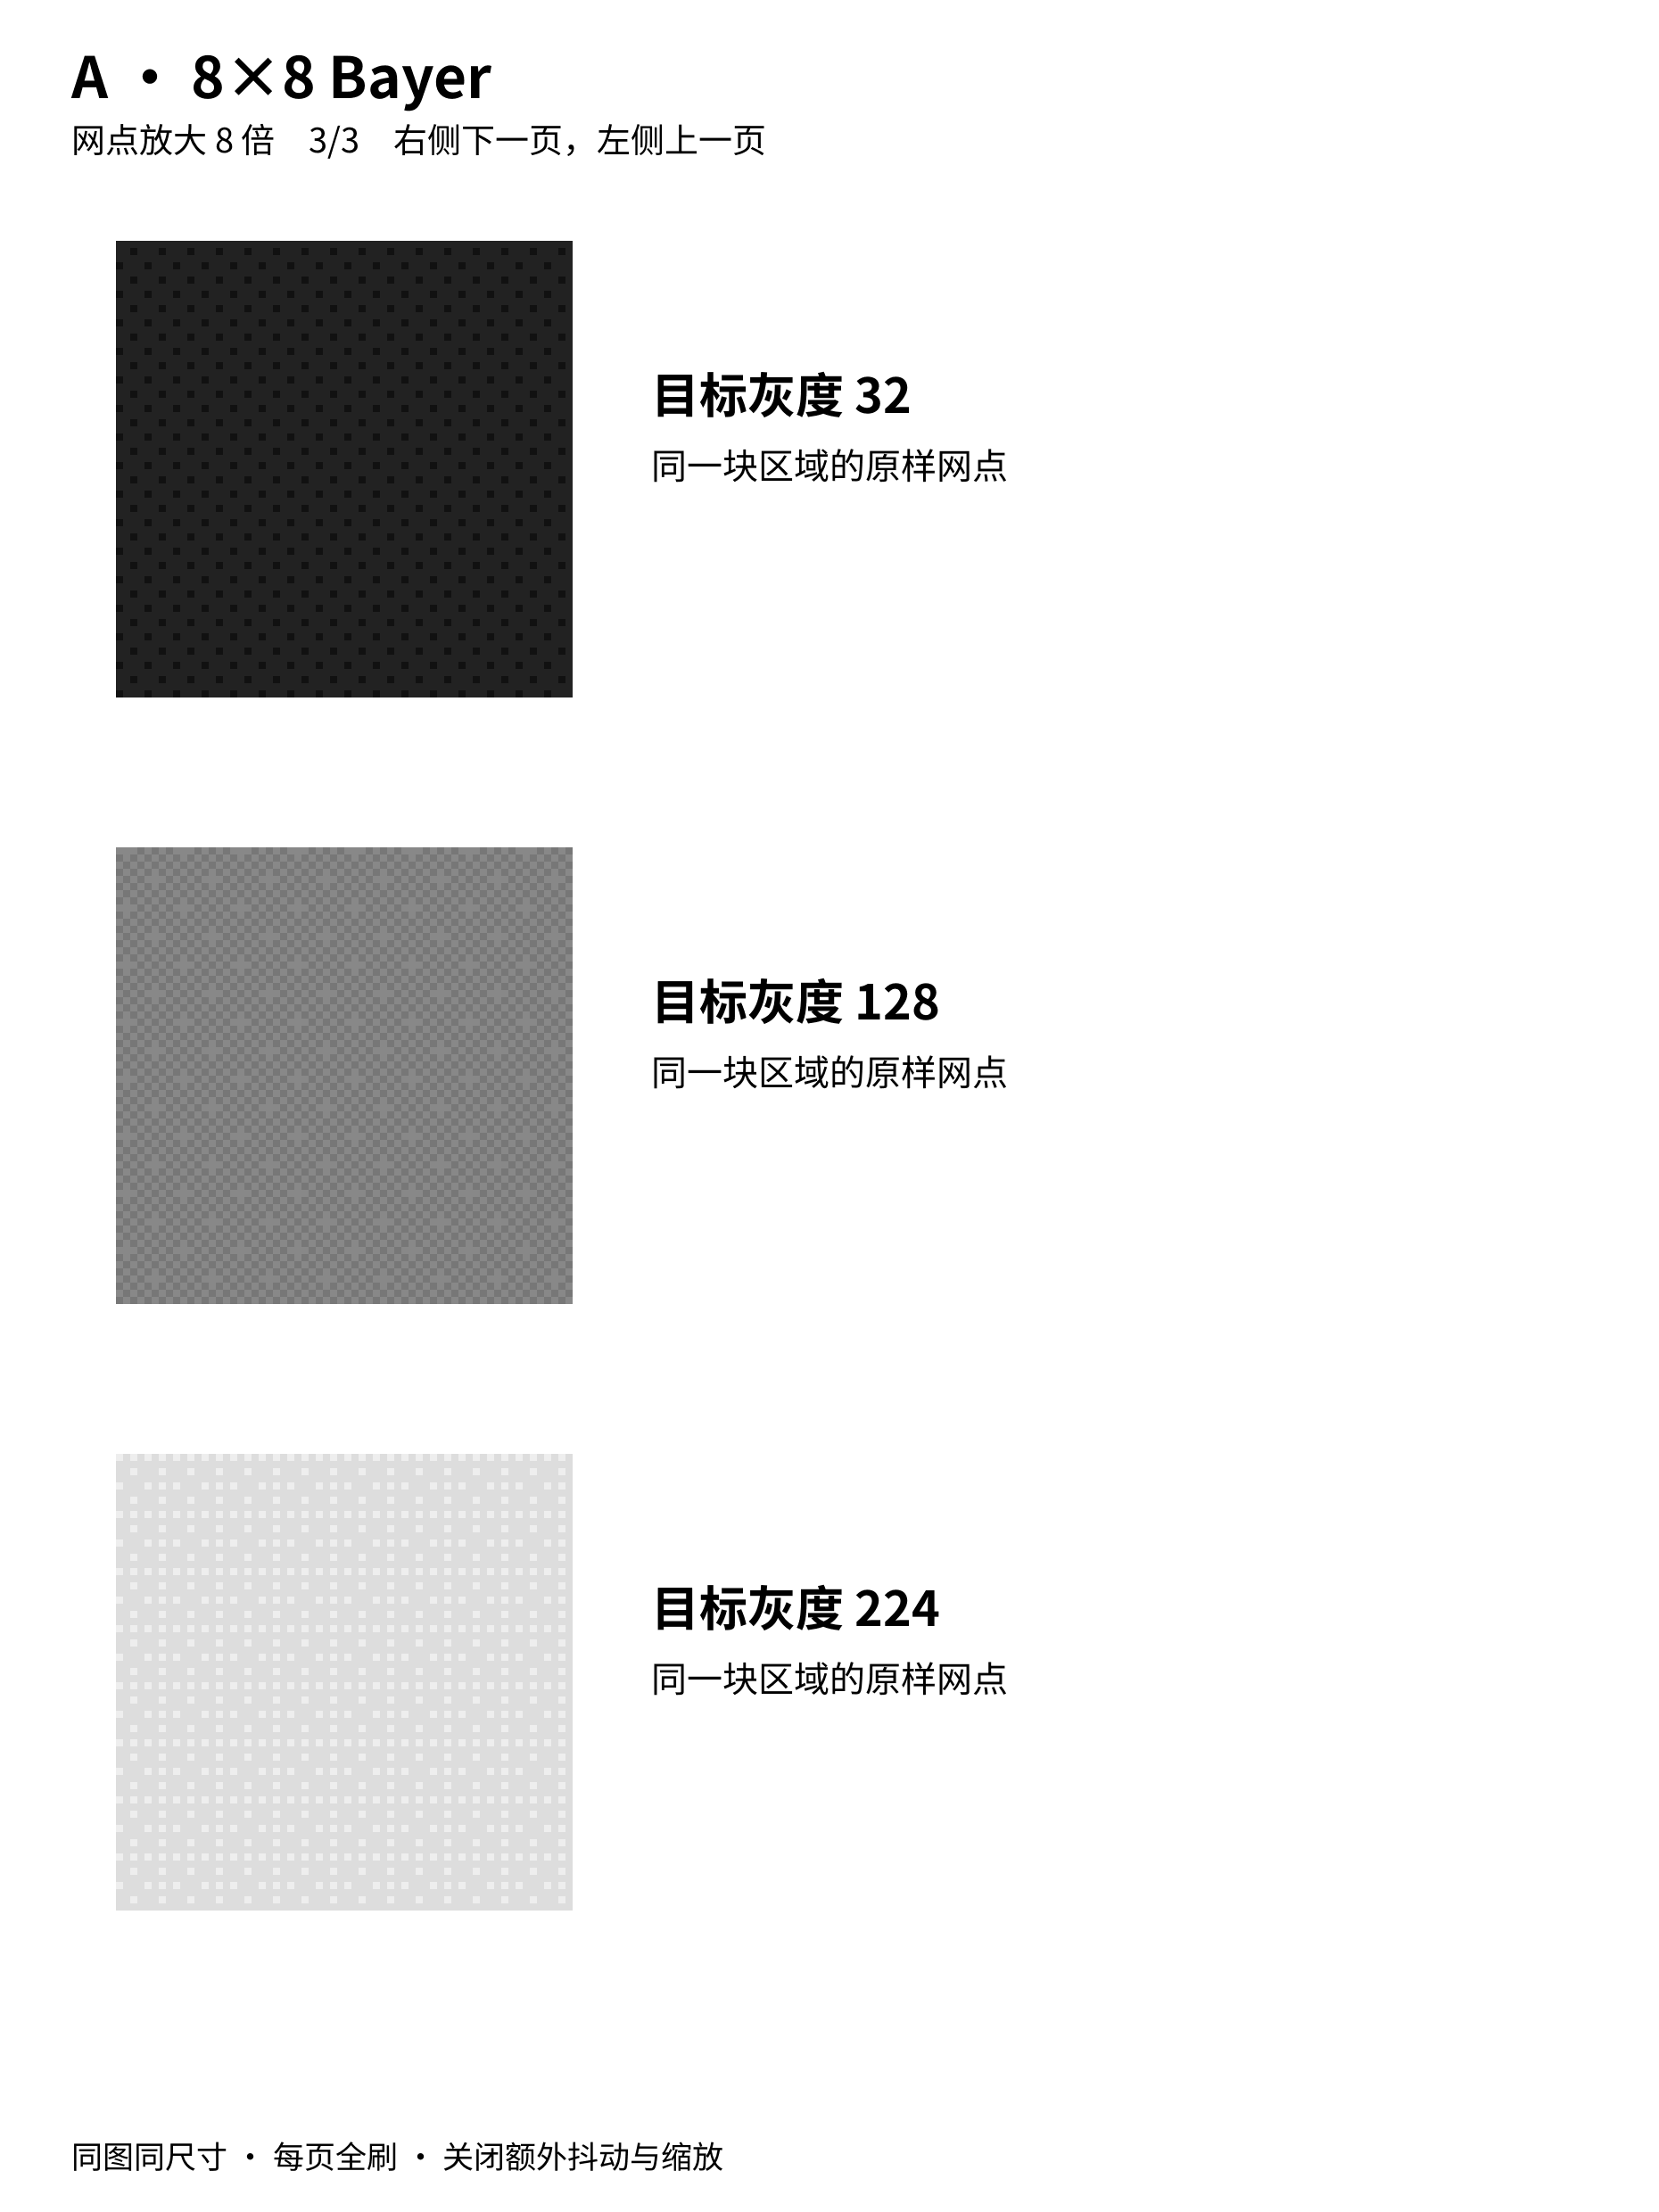 A · 8×8 Bayer
网点放大 8 倍 3/3 右侧下一页，左侧上一页
目标灰度 32
同一块区域的原样网点
目标灰度 128
同一块区域的原样网点
目标灰度 224
同一块区域的原样网点
同图同尺寸 · 每页全刷 · 关闭额外抖动与缩放